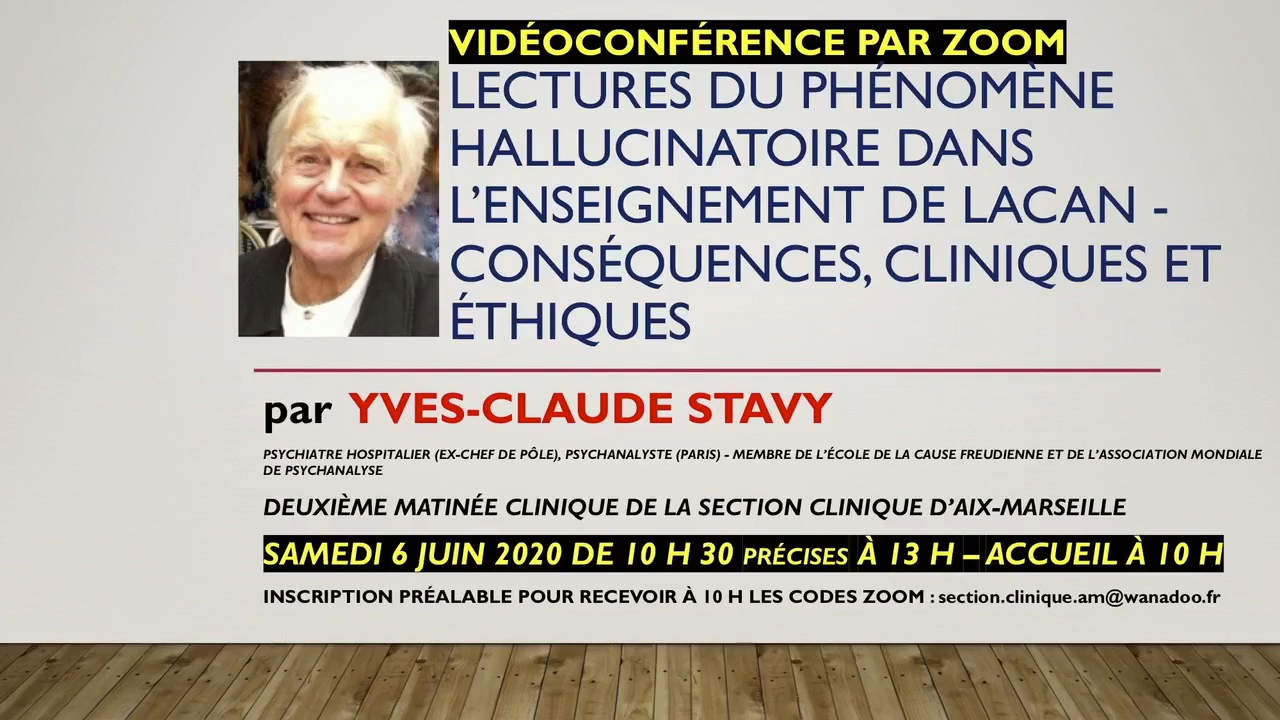 VIDÉOCONFÉRENCE PAR ZOOM
LECTURES DU PHÉNOMÈNE
HALLUCINATOIRE DANS
L’ENSEIGNEMENT DE LACAN -
CONSÉQUENCES, CLINIQUES ET
ÉTHIQUES
par YVES-CLAUDE STAVY
PSYCHIATRE HOSPITALIER (EX-CHEF DE PÔLE), PSYCHANALYSTE (PARIS) - MEMBRE DE L’ÉCOLE DE LA CAUSE FREUDIENNE ET DE L’ASSOCIATION MONDIALE
DE PSYCHANALYSE
DEUXIÈME MATINÉE CLINIQUE DE LA SECTION CLINIQUE D’AIX-MARSEILLE
SAMEDI 6 JUIN 2020 DE 10 H 30 PRÉCISES À 13 H – ACCUEIL À 10 H
INSCRIPTION PRÉALABLE POUR RECEVOIR À 10 H LES CODES ZOOM : section.clinique.am@wanadoo.fr